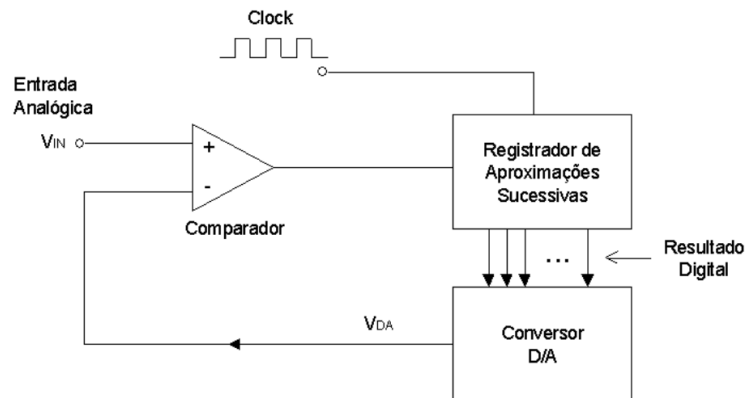 Clock
Entrada
Analógica
VIN
+
-
Comparador
Registrador de
Aproximações
Sucessivas
...
Resultado
Digital
VDA
Conversor
D/A